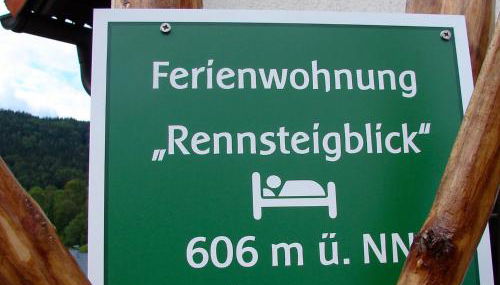 Ferienwohnung
„Rennsteigblick“
606 m ü. NN